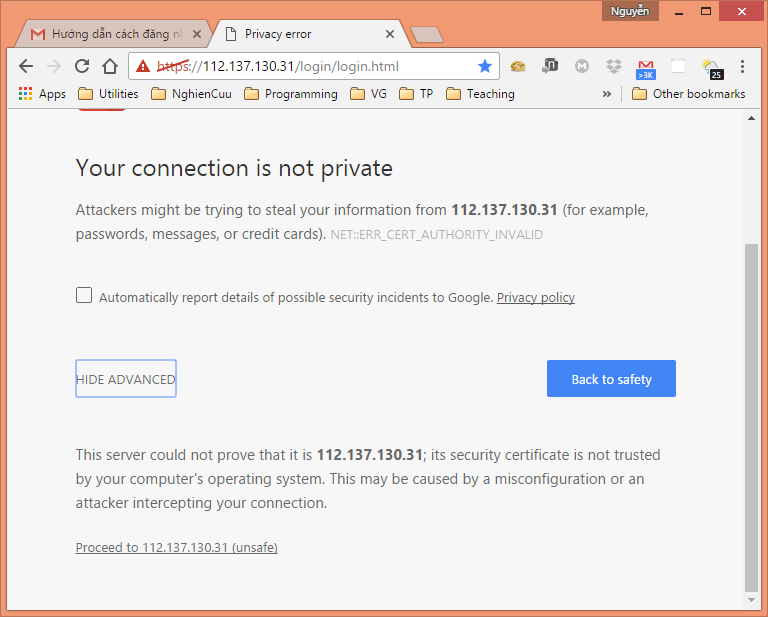 Nguyễn
Hướng dẫn cách đăng
Privacy error
https://112.137.130.31/login/login.html
>3K
25
Apps Utilities NghienCuu Programming VG TP Teaching » Other bookmarks
Your connection is not private
Attackers might be trying to steal your information from 112.137.130.31 (for example,
passwords, messages, or credit cards). NET::ERR_CERT_AUTHORITY_INVALID
Automatically report details of possible security incidents to Google. Privacy policy
HIDE ADVANCED
Back to safety
This server could not prove that it is 112.137.130.31; its security certificate is not trusted
by your computer's operating system. This may be caused by a misconfiguration or an
attacker intercepting your connection.
Proceed to 112.137.130.31 (unsafe)